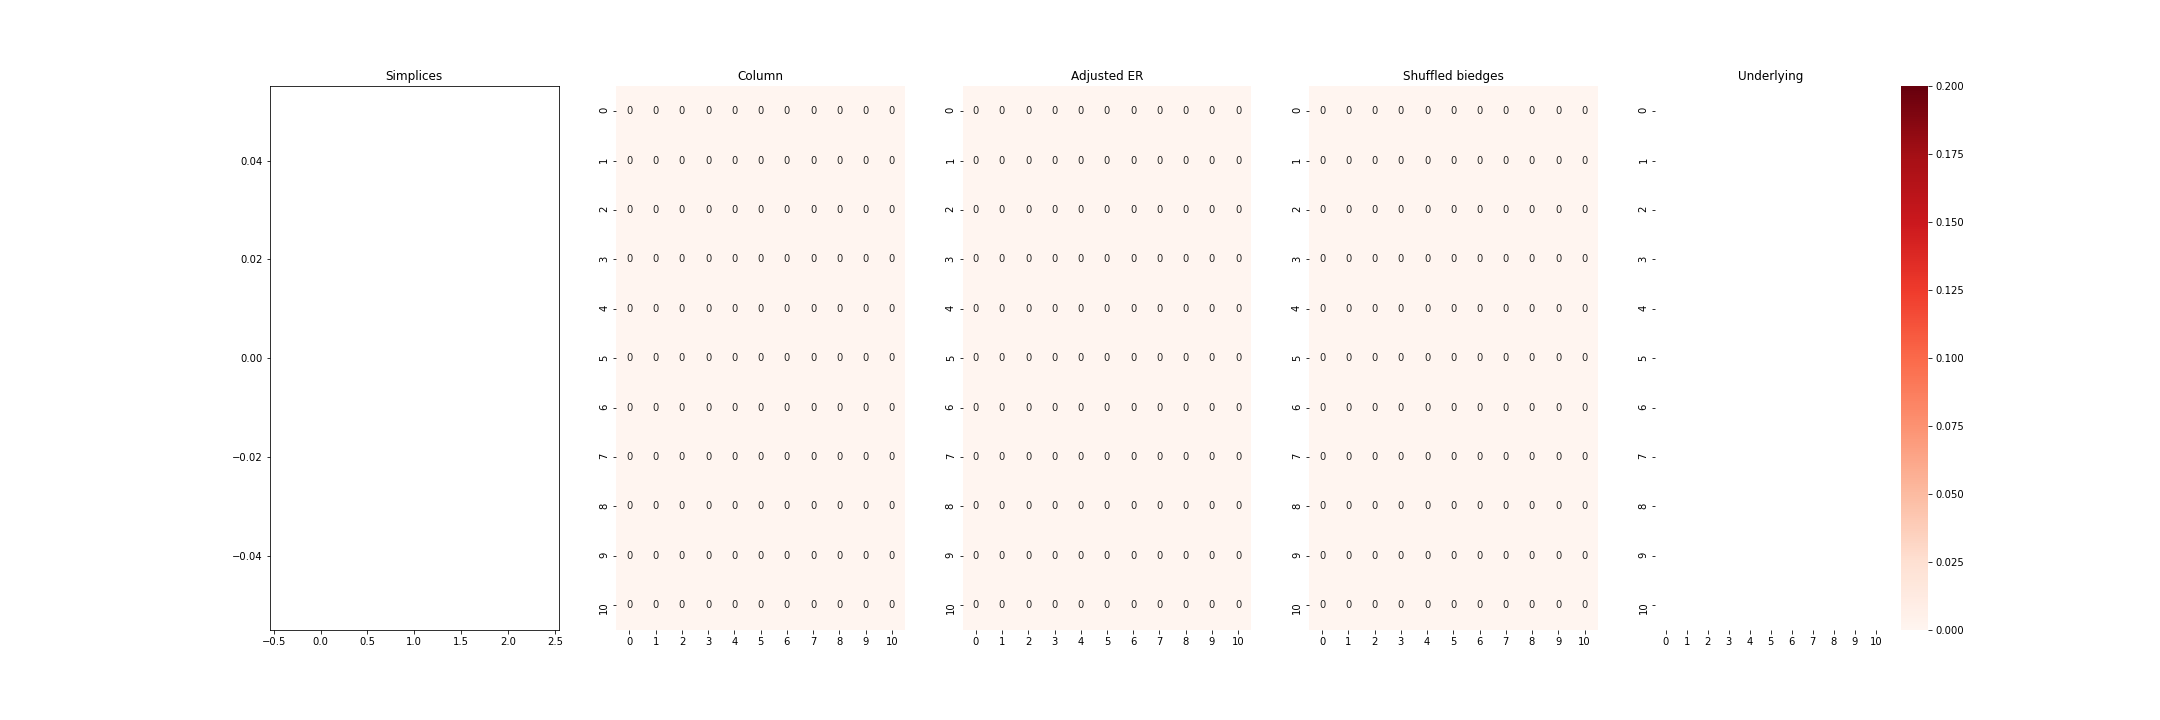 Simplices Column Adjusted ER Shuffled biedges Underlying
0.200
0 0 0 0 0 0 0 0 0 0 0 0 0 0 0 0 0 0 0 0 0 0 0 0 0 0 0 0 0 0 0 0 0 0 0 0 0
0.175
0.04 1 0 0 0 0 0 0 0 0 0 0 0 1 0 0 0 0 0 0 0 0 0 0 0 1 0 0 0 0 0 0 0 0 0 0 0 1
2 0 0 0 0 0 0 0 0 0 0 0 2 0 0 0 0 0 0 0 0 0 0 0 2 0 0 0 0 0 0 0 0 0 0 0 2
0.150
0.02 3 0 0 0 0 0 0 0 0 0 0 0 3 0 0 0 0 0 0 0 0 0 0 0 3 0 0 0 0 0 0 0 0 0 0 0 3
0.125
4 0 0 0 0 0 0 0 0 0 0 0 4 0 0 0 0 0 0 0 0 0 0 0 4 0 0 0 0 0 0 0 0 0 0 0 4
0.00 5 0 0 0 0 0 0 0 0 0 0 0 5 0 0 0 0 0 0 0 0 0 0 0 5 0 0 0 0 0 0 0 0 0 0 0 5 0.100
6 0 0 0 0 0 0 0 0 0 0 0 6 0 0 0 0 0 0 0 0 0 0 0 6 0 0 0 0 0 0 0 0 0 0 0 6
0.075
−0.02 7 0 0 0 0 0 0 0 0 0 0 0 7 0 0 0 0 0 0 0 0 0 0 0 7 0 0 0 0 0 0 0 0 0 0 0 7
0.050
8 0 0 0 0 0 0 0 0 0 0 0 8 0 0 0 0 0 0 0 0 0 0 0 8 0 0 0 0 0 0 0 0 0 0 0 8
−0.04 9 0 0 0 0 0 0 0 0 0 0 0 9 0 0 0 0 0 0 0 0 0 0 0 9 0 0 0 0 0 0 0 0 0 0 0 9
0.025
10 0 0 0 0 0 0 0 0 0 0 0 10 0 0 0 0 0 0 0 0 0 0 0 10 0 0 0 0 0 0 0 0 0 0 0 10
0.000
−0.5 0.0 0.5 1.0 1.5 2.0 2.5 0 1 2 3 4 5 6 7 8 9 10 0 1 2 3 4 5 6 7 8 9 10 0 1 2 3 4 5 6 7 8 9 10 0 1 2 3 4 5 6 7 8 9 10